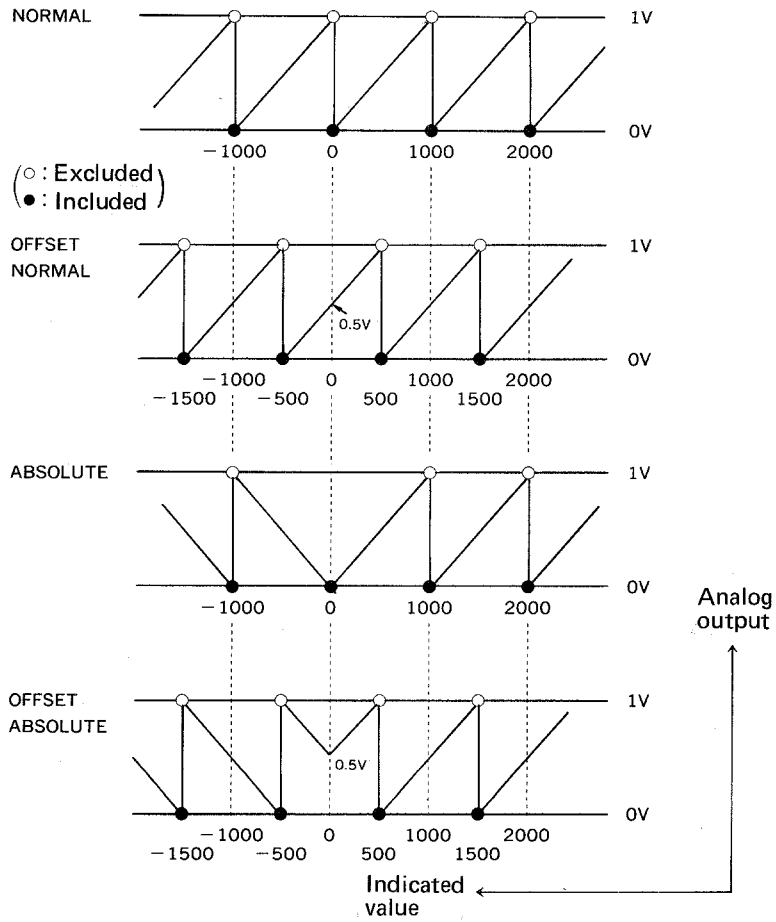 NORMAL
1V
0V
−1000 0 1000 2000
(○ : Excluded
● : Included)
OFFSET
NORMAL
1V
0.5V
0V
−1000 0 1000 2000
−1500 −500 500 1500
ABSOLUTE
1V
0V
−1000 0 1000 2000
Analog
output
OFFSET
ABSOLUTE
1V
0.5V
0V
−1000 0 1000 2000
−1500 −500 500 1500
Indicated
value